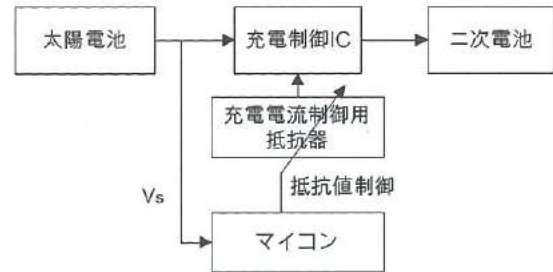 太陽電池
充電制御IC
二次電池
充電電流制御用
抵抗器
抵抗値制御
Vs
マイコン